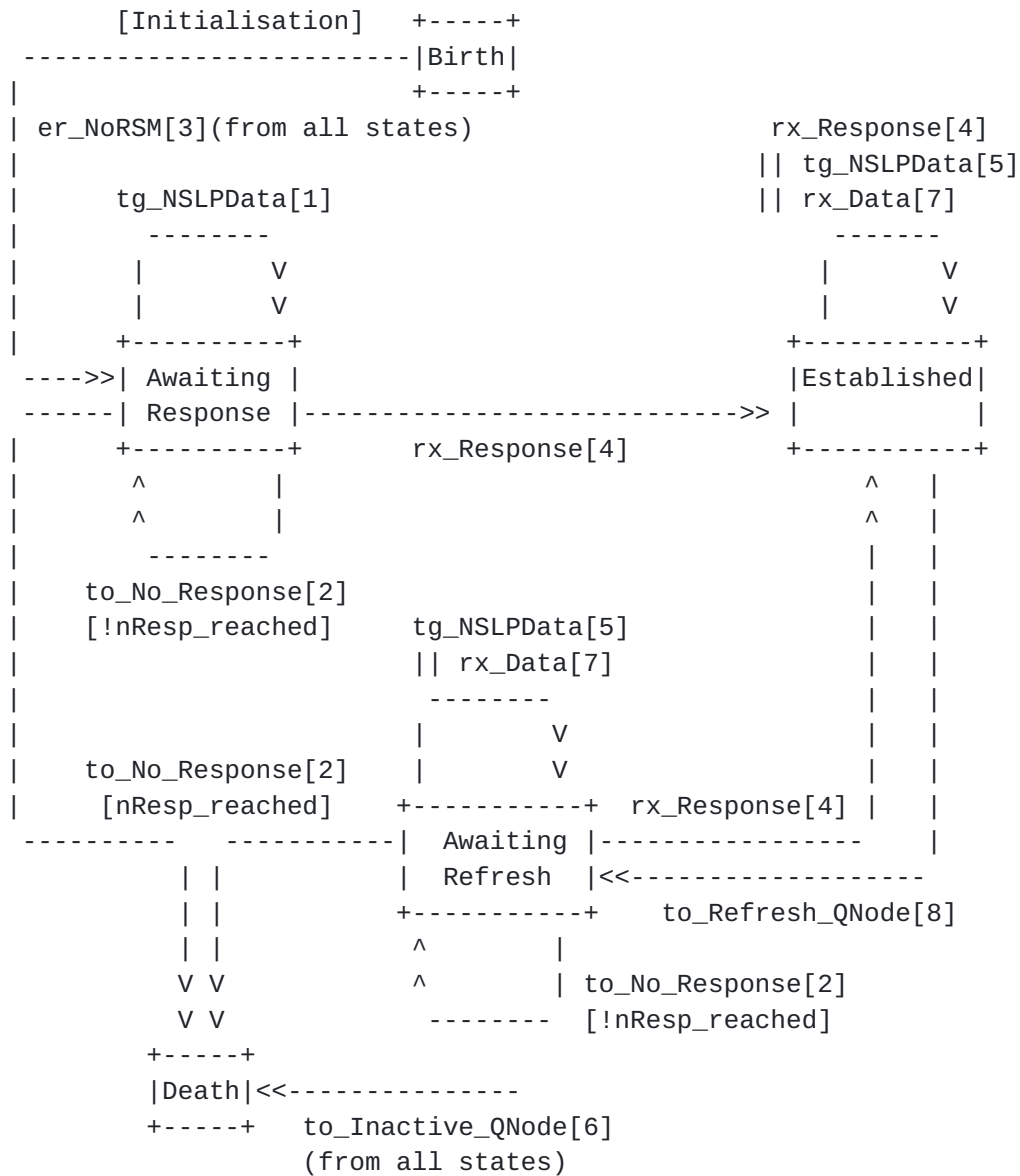 [Initialisation]   +-----+
-------------------------|Birth|
|                         +-----+
| er_NoRSM[3](from all states)                   rx_Response[4]
|                                               || tg_NSLPData[5]
|      tg_NSLPData[1]                           || rx_Data[7]
|        --------                                    -------
|       |        V                                  |       V
|       |        V                                  |       V
|      +----------+                               +-----------+
 ---->>| Awaiting |                               |Established|
 ------| Response |---------------------------->> |           |
|      +----------+       rx_Response[4]          +-----------+
|       ^        |                                     ^   |
|       ^        |                                     ^   |
|        --------                                      |   |
|    to_No_Response[2]                                 |   |
|    [!nResp_reached]     tg_NSLPData[5]               |   |
|                         || rx_Data[7]                |   |
|                          --------                    |   |
|                         |        V                   |   |
|    to_No_Response[2]    |        V                   |   |
|     [nResp_reached]    +-----------+  rx_Response[4] |   |
 ----------   -----------|  Awaiting |-----------------    |
           | |           |  Refresh  |<<-------------------
           | |           +-----------+    to_Refresh_QNode[8]
           | |            ^        |
           V V            ^        | to_No_Response[2]
           V V             --------  [!nResp_reached]
         +-----+
         |Death|<<---------------
         +-----+   to_Inactive_QNode[6]
                   (from all states)